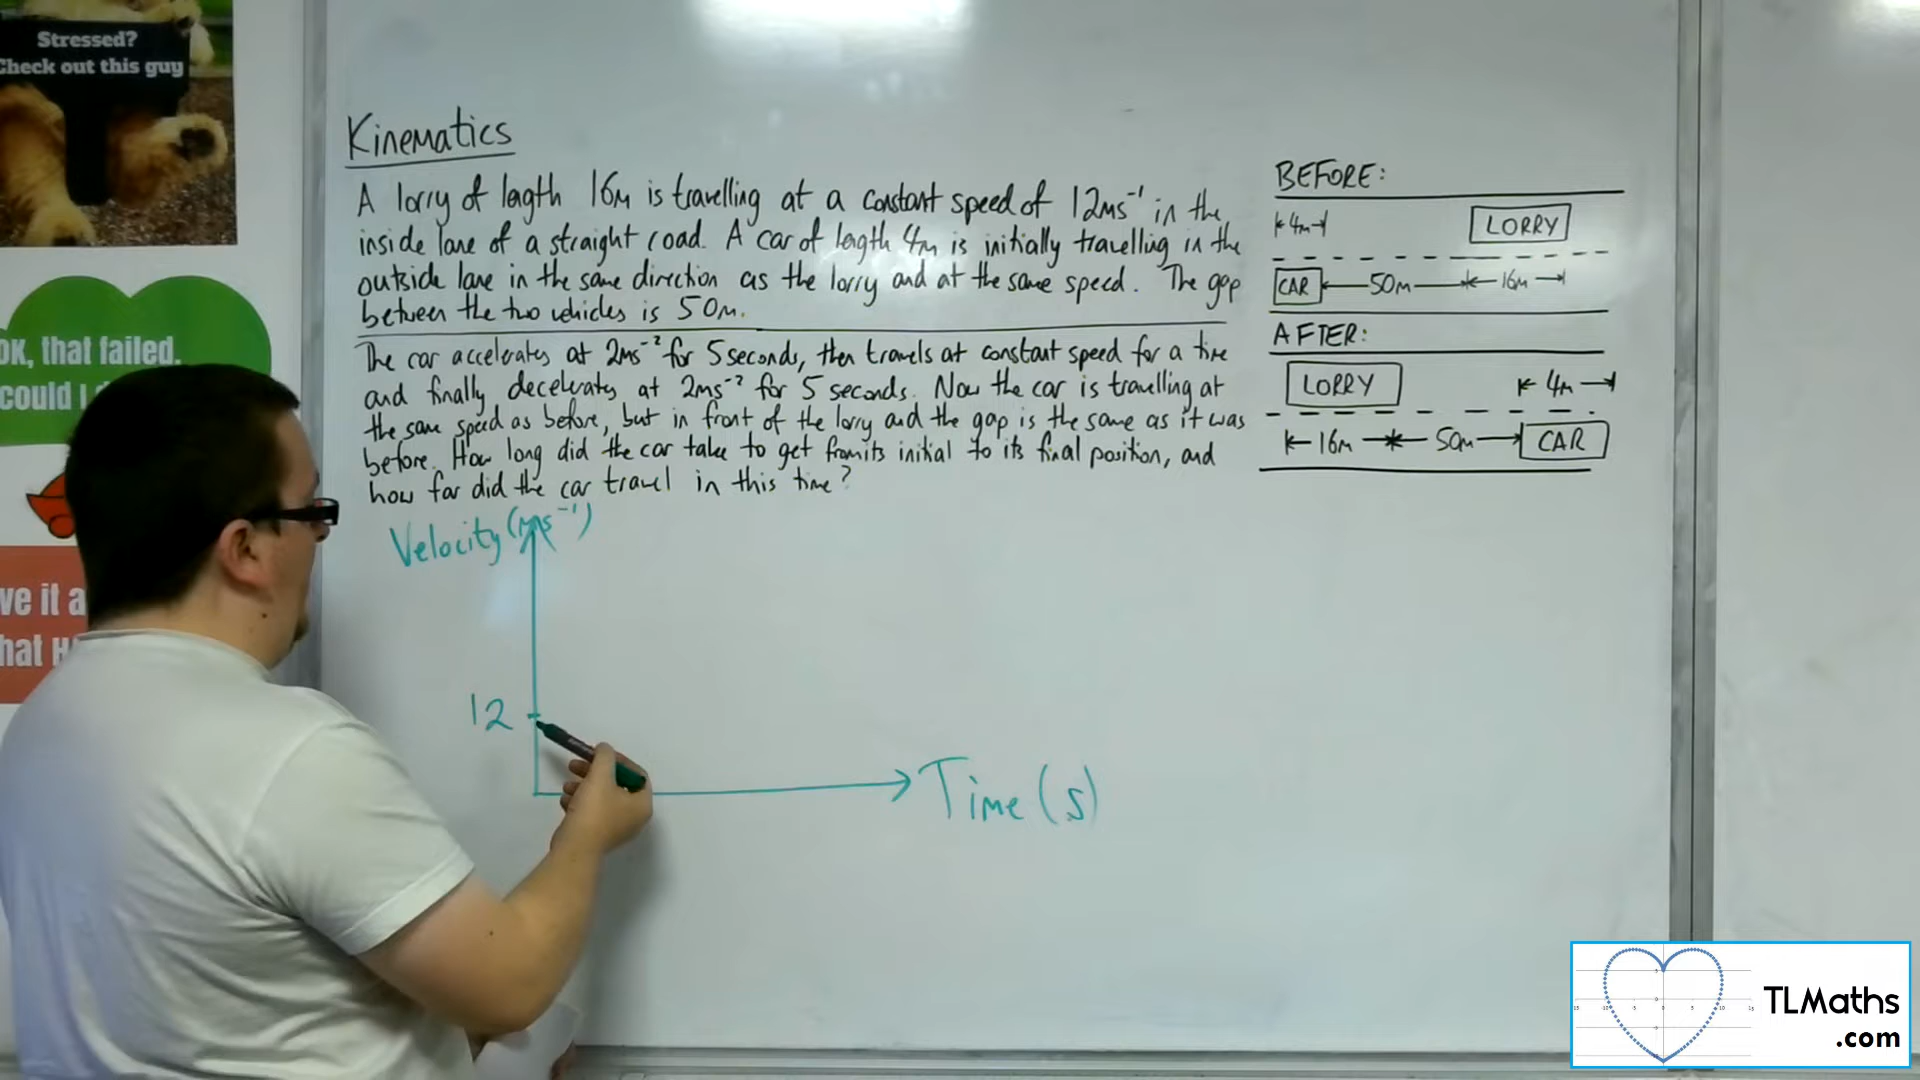 Stressed?
Check out this guy
OK, that failed.
could I
ve it a
hat H
Kinematics
A lorry of length 16m is travelling at a constant speed of 12ms⁻¹ in the
inside lane of a straight road. A car of length 4m is initially travelling in the
outside lane in the same direction as the lorry and at the same speed. The gap
between the two vehicles is 50m.
The car accelerates at 2ms⁻² for 5 seconds, then travels at constant speed for a time
and finally decelerates at 2ms⁻² for 5 seconds. Now the car is travelling at
the same speed as before, but in front of the lorry and the gap is the same as it was
before. How long did the car take to get from its initial to its final position, and
how far did the car travel in this time?
BEFORE:
4m
LORRY
CAR 50m 16m
AFTER:
LORRY 4m
16m 50m CAR
Velocity (ms⁻¹)
12
Time (s)
TLMaths
.com